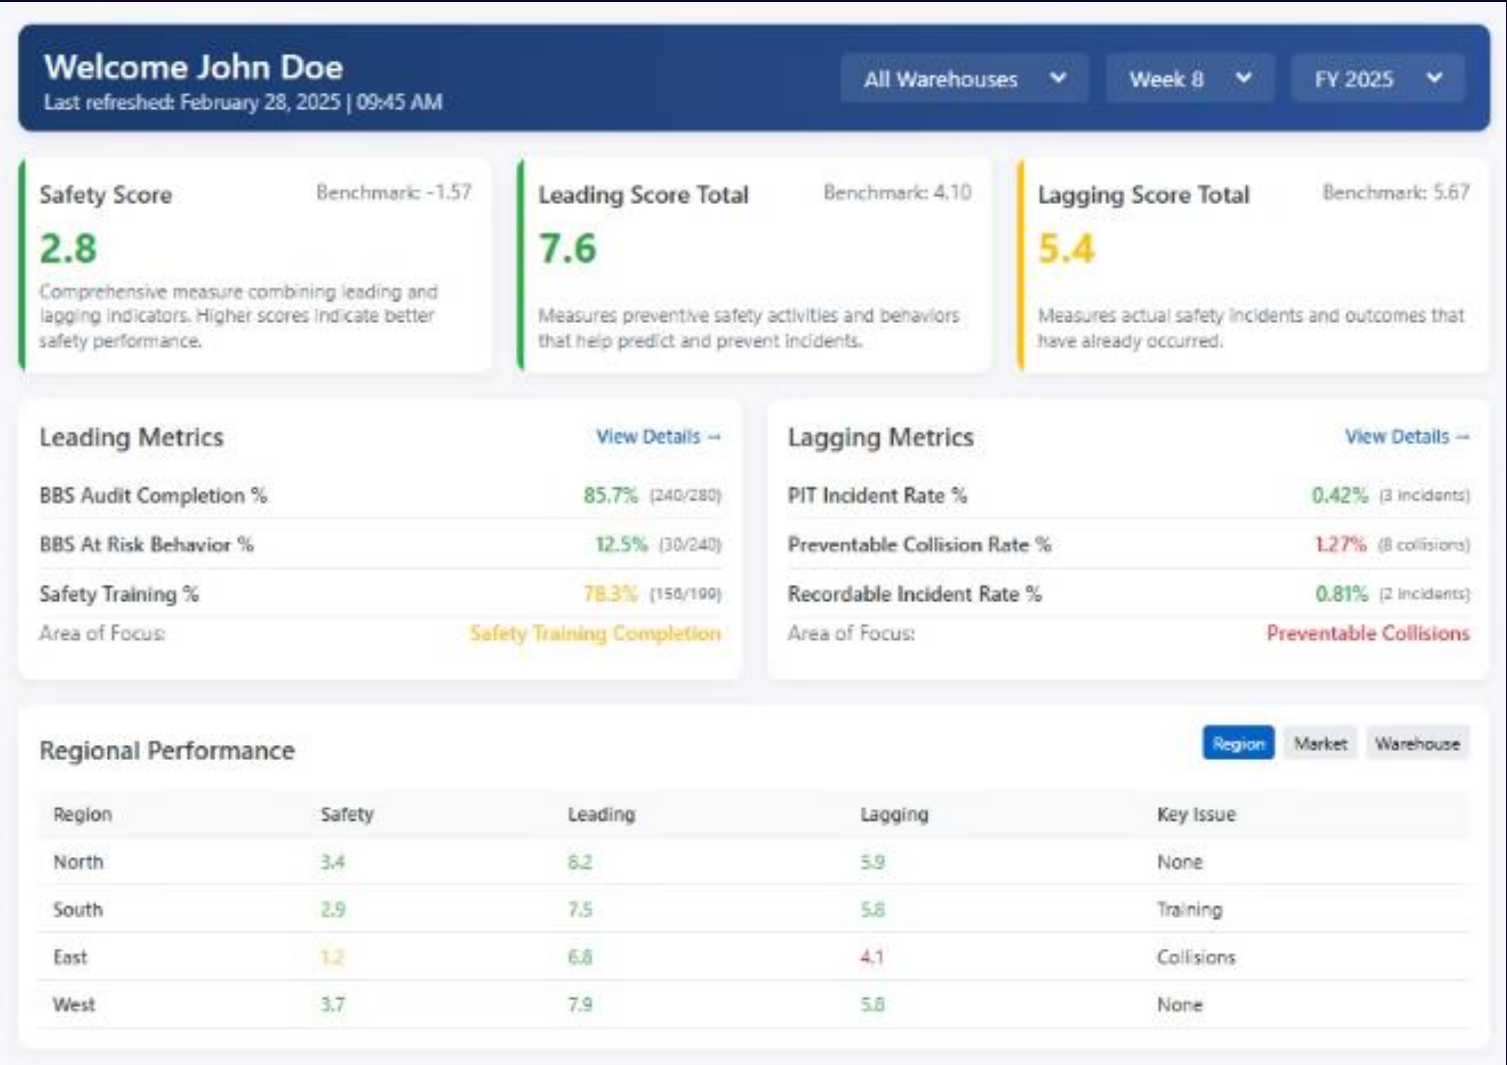 Welcome John Doe
Last refreshed: February 28, 2025 | 09:45 AM
All Warehouses
Week 8
FY 2025
Safety Score
Benchmark: -1.57
2.8
Comprehensive measure combining leading and
lagging indicators. Higher scores indicate better
safety performance.
Leading Score Total
Benchmark: 4.10
7.6
Measures preventive safety activities and behaviors
that help predict and prevent incidents.
Lagging Score Total
Benchmark: 5.67
5.4
Measures actual safety incidents and outcomes that
have already occurred.
Leading Metrics
View Details →
BBS Audit Completion % 85.7% (240/280)
BBS At Risk Behavior % 12.5% (30/240)
Safety Training % 78.3% (156/199)
Area of Focus: Safety Training Completion
Lagging Metrics
View Details →
PIT Incident Rate % 0.42% (3 incidents)
Preventable Collision Rate % 1.27% (8 collisions)
Recordable Incident Rate % 0.81% (2 incidents)
Area of Focus: Preventable Collisions
Regional Performance
Region Market Warehouse
Region Safety Leading Lagging Key Issue
North 3.4 8.2 5.9 None
South 2.9 7.5 5.8 Training
East 1.2 6.8 4.1 Collisions
West 3.7 7.9 5.8 None